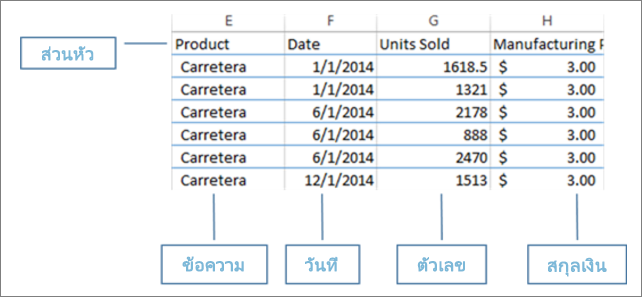 E F G H
ส่วนหัว
Product Date Units Sold Manufacturing P
Carretera 1/1/2014 1618.5 $ 3.00
Carretera 1/1/2014 1321 $ 3.00
Carretera 6/1/2014 2178 $ 3.00
Carretera 6/1/2014 888 $ 3.00
Carretera 6/1/2014 2470 $ 3.00
Carretera 12/1/2014 1513 $ 3.00
ข้อความ วันที่ ตัวเลข สกุลเงิน